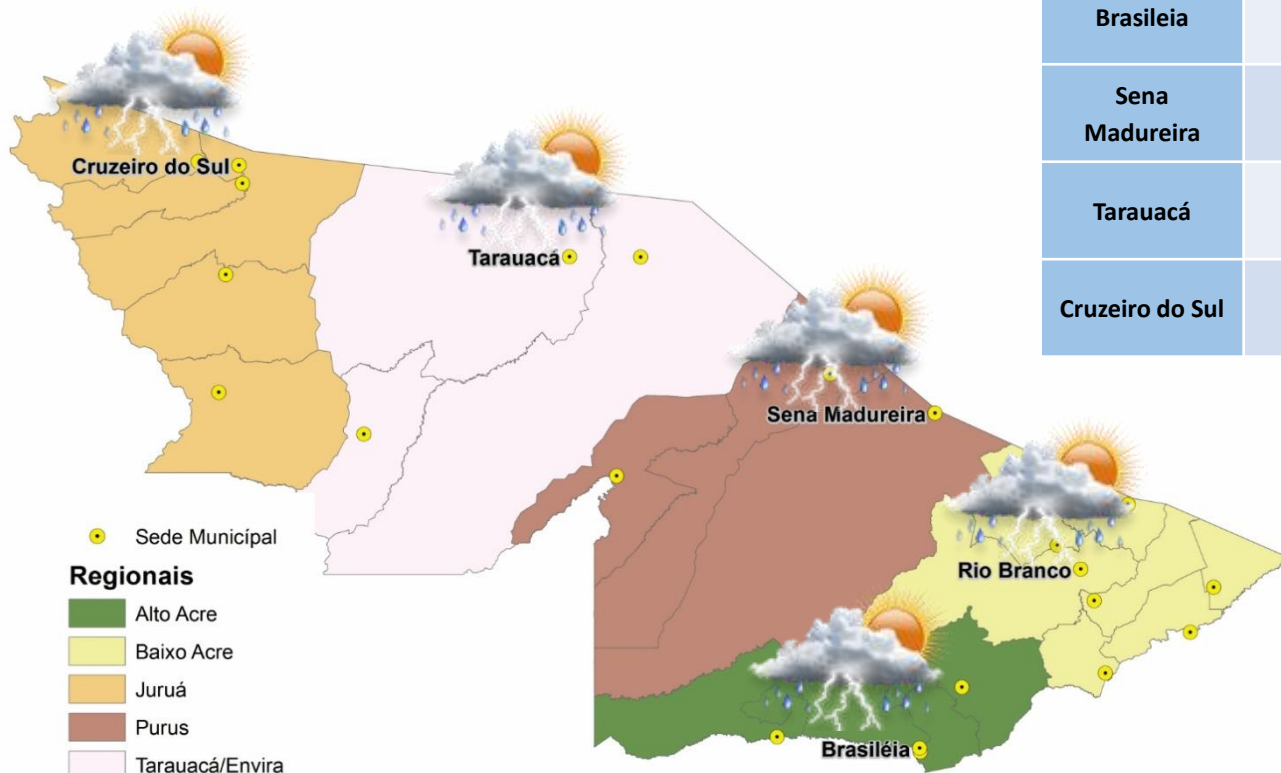 Brasileia
Sena
Madureira
Tarauacá
Cruzeiro do Sul
Cruzeiro do Sul
Tarauacá
Sena Madureira
Rio Branco
Brasiléia
Sede Municípal
Regionais
Alto Acre
Baixo Acre
Juruá
Purus
Tarauacá/Envira